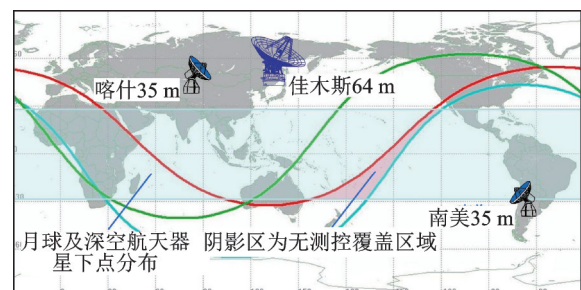 喀什35 m
佳木斯64 m
南美35 m
月球及深空航天器
星下点分布
阴影区为无测控覆盖区域